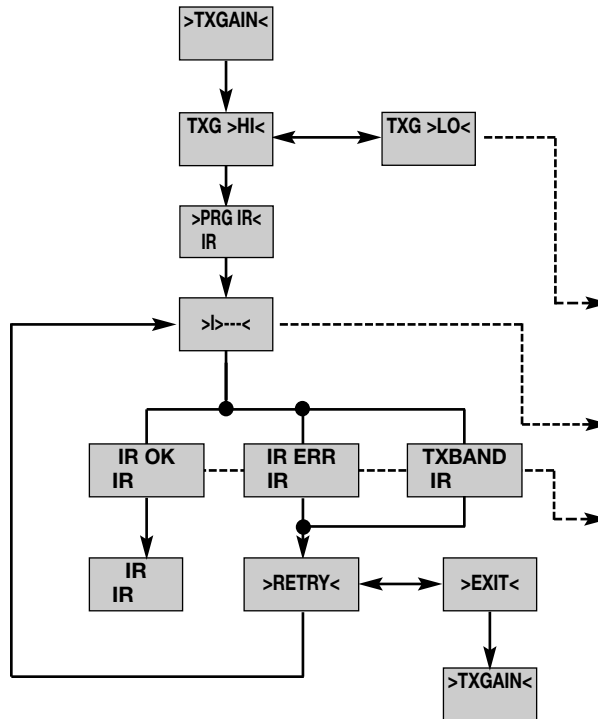 >TXGAIN<
TXG >HI<
TXG >LO<
>PRG IR<
IR
>I>---<
IR OK
IR
IR ERR
IR
TXBAND
IR
IR
IR
>RETRY<
>EXIT<
>TXGAIN<